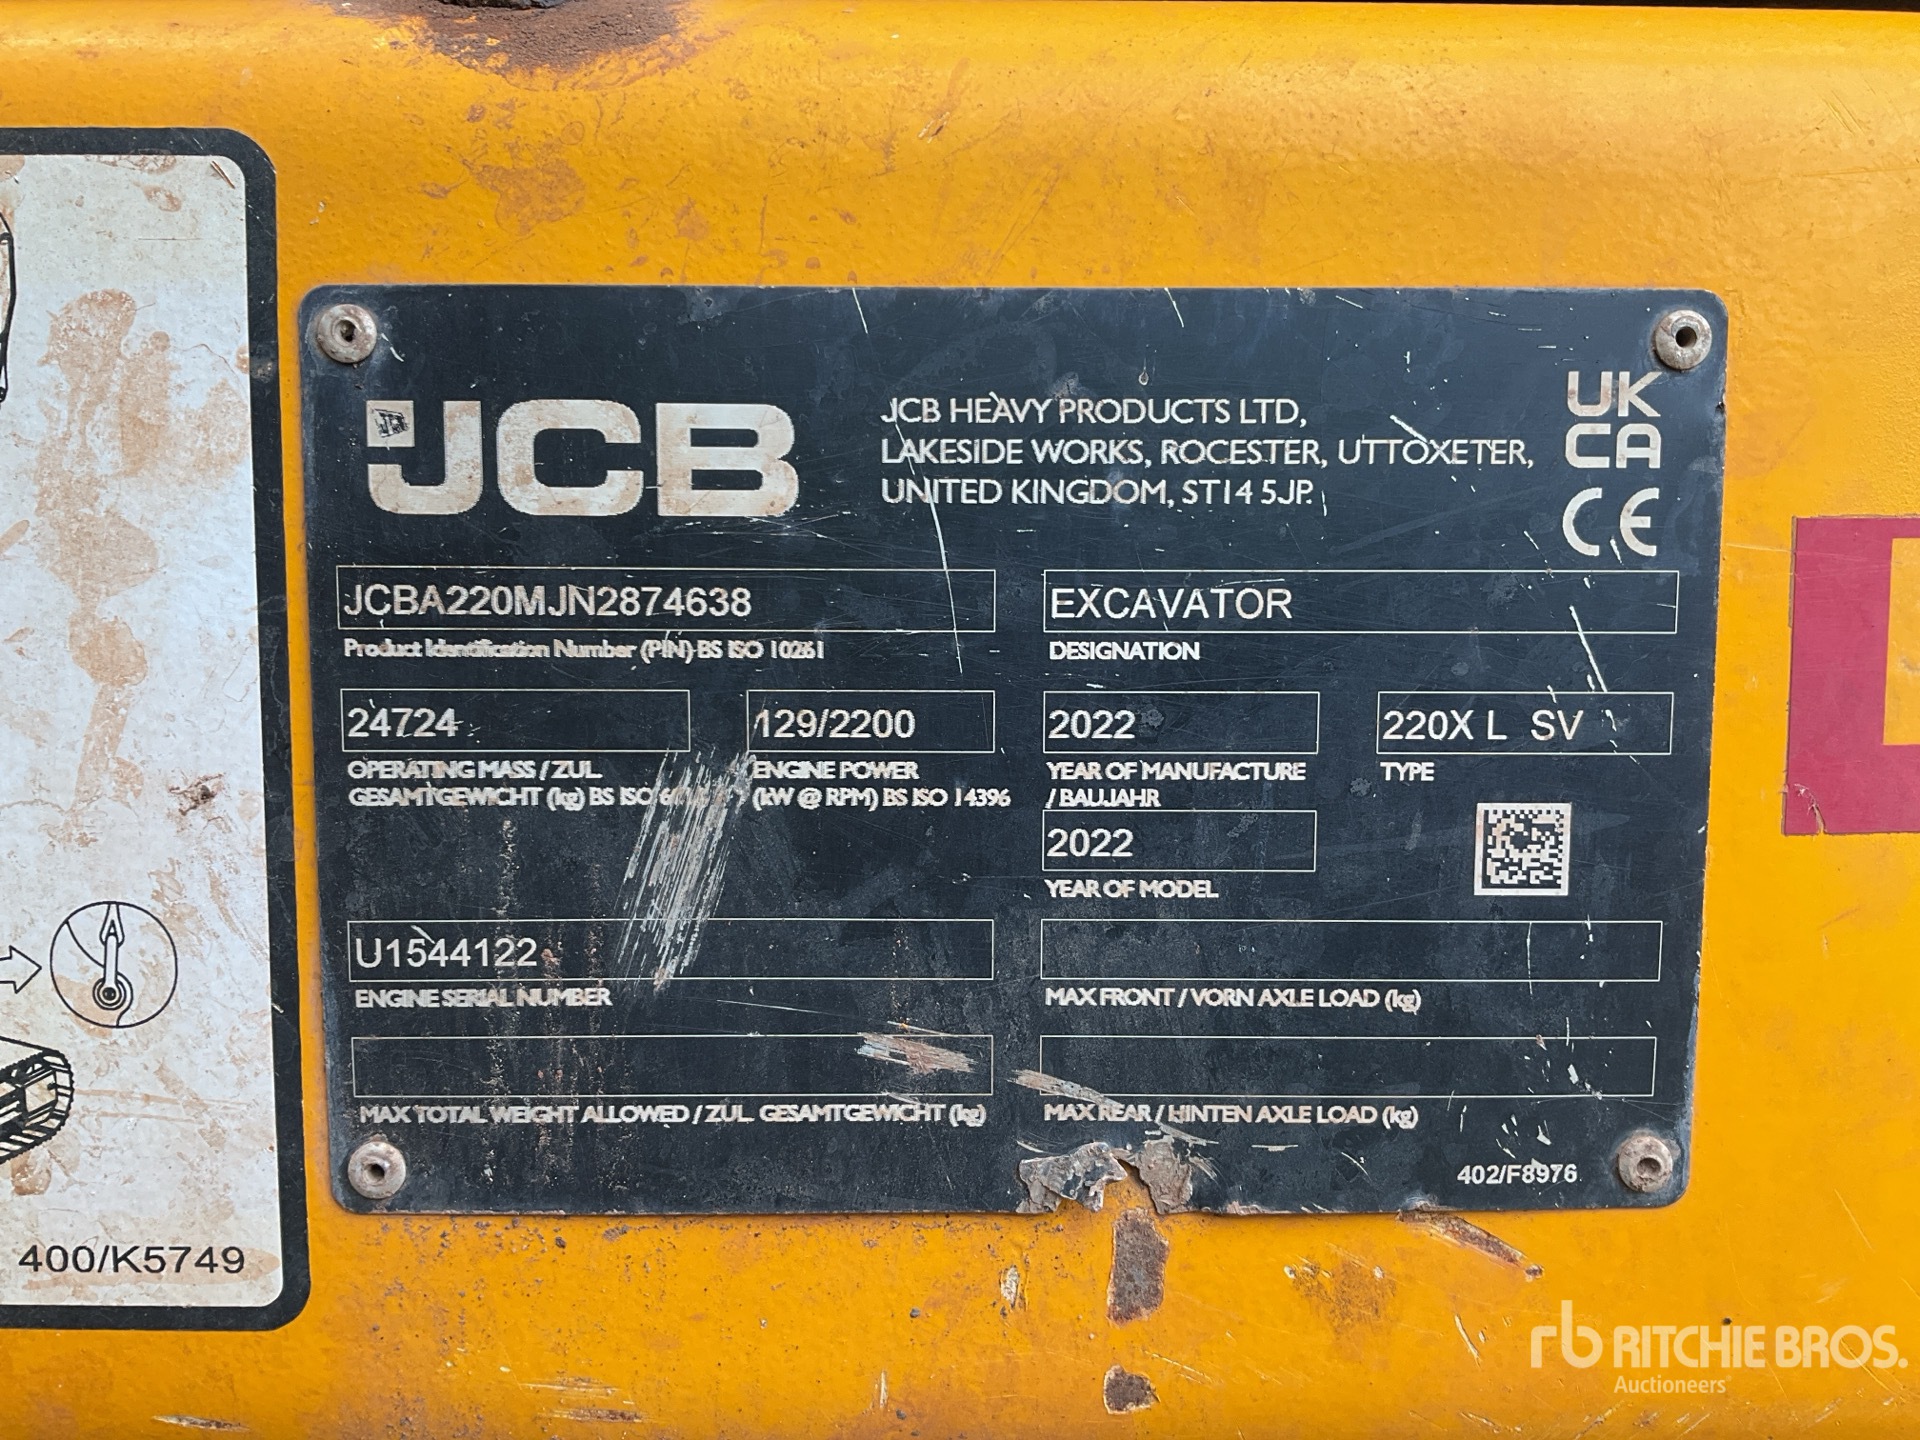 JCB
JCB HEAVY PRODUCTS LTD,
LAKESIDE WORKS, ROCESTER, UTTOXETER,
UNITED KINGDOM, ST14 5JP.
UK
CA
CE
JCBA220MJN2874638
Product Identification Number (PIN) BS ISO 10261
EXCAVATOR
DESIGNATION
24724
OPERATING MASS / ZUL.
GESAMTGEWICHT (kg) BS ISO
129/2200
ENGINE POWER
(kW @ RPM) BS ISO 14396
2022
YEAR OF MANUFACTURE
/ BAUJAHR
220X L SV
TYPE
2022
YEAR OF MODEL
U1544122
ENGINE SERIAL NUMBER
MAX FRONT / VORN AXLE LOAD (kg)
MAX TOTAL WEIGHT ALLOWED / ZUL. GESAMTGEWICHT (kg)
MAX REAR / HINTEN AXLE LOAD (kg)
402/F8976
400/K5749
rb RITCHIE BROS.
Auctioneers